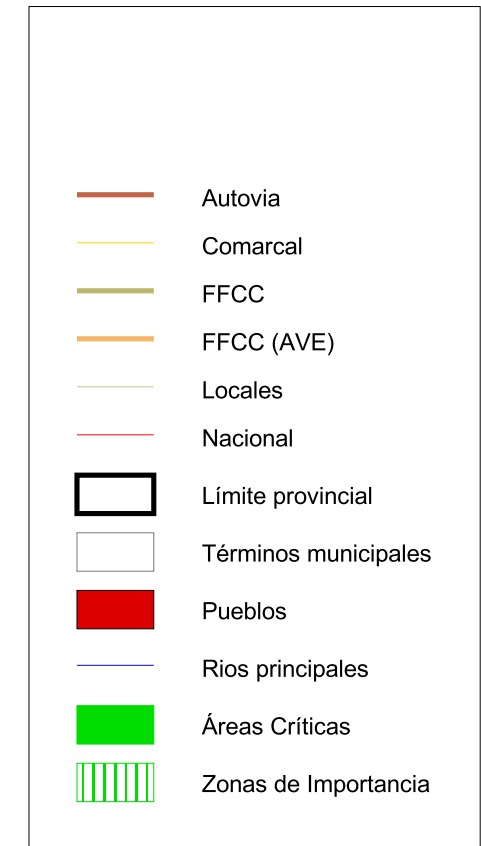 Autovia
Comarcal
FFCC
FFCC (AVE)
Locales
Nacional
Límite provincial
Términos municipales
Pueblos
Rios principales
Áreas Críticas
Zonas de Importancia